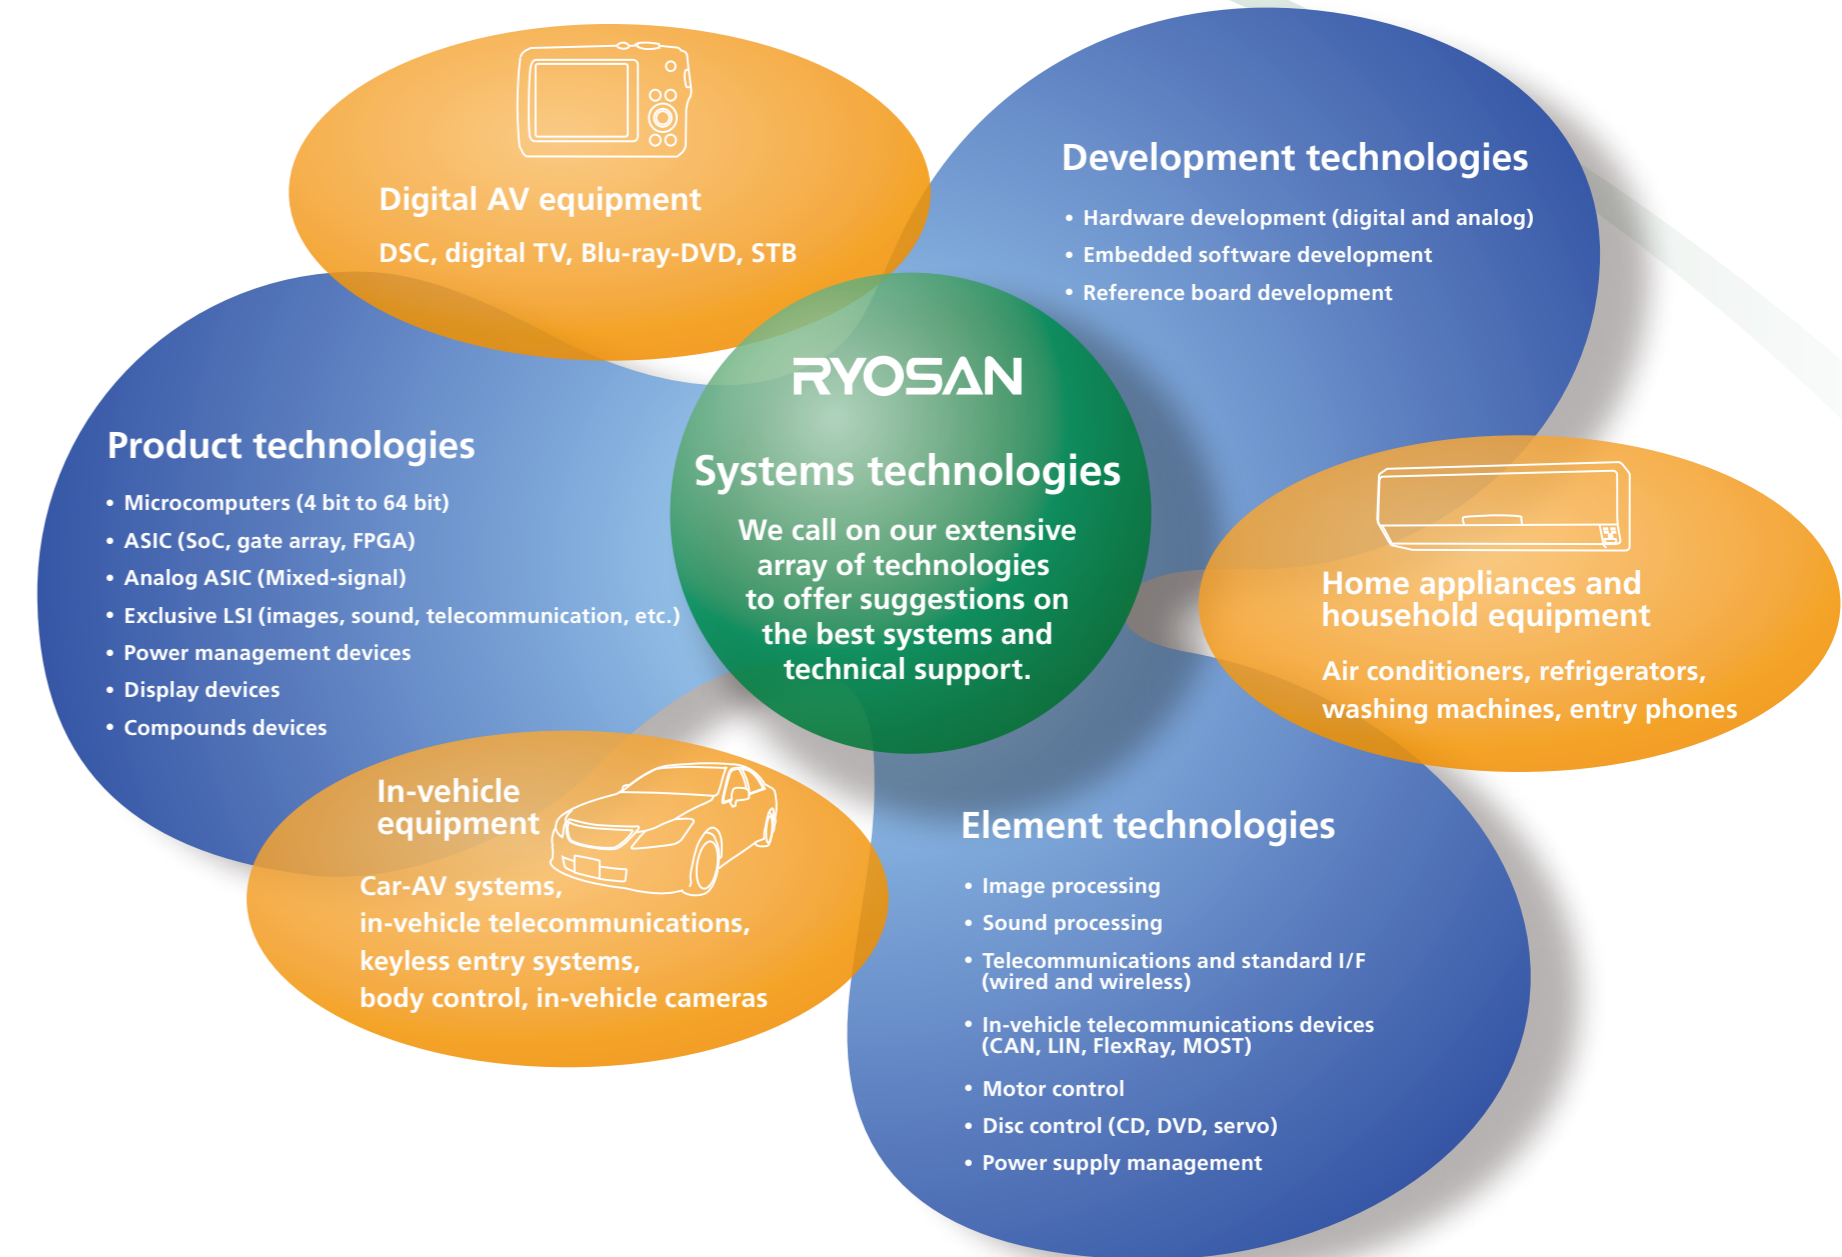 Digital AV equipment
DSC, digital TV, Blu-ray-DVD, STB
Development technologies
• Hardware development (digital and analog)
• Embedded software development
• Reference board development
RYOSAN
Systems technologies
We call on our extensive
array of technologies
to offer suggestions on
the best systems and
technical support.
Product technologies
• Microcomputers (4 bit to 64 bit)
• ASIC (SoC, gate array, FPGA)
• Analog ASIC (Mixed-signal)
• Exclusive LSI (images, sound, telecommunication, etc.)
• Power management devices
• Display devices
• Compounds devices
Home appliances and
household equipment
Air conditioners, refrigerators,
washing machines, entry phones
In-vehicle
equipment
Car-AV systems,
in-vehicle telecommunications,
keyless entry systems,
body control, in-vehicle cameras
Element technologies
• Image processing
• Sound processing
• Telecommunications and standard I/F
(wired and wireless)
• In-vehicle telecommunications devices
(CAN, LIN, FlexRay, MOST)
• Motor control
• Disc control (CD, DVD, servo)
• Power supply management